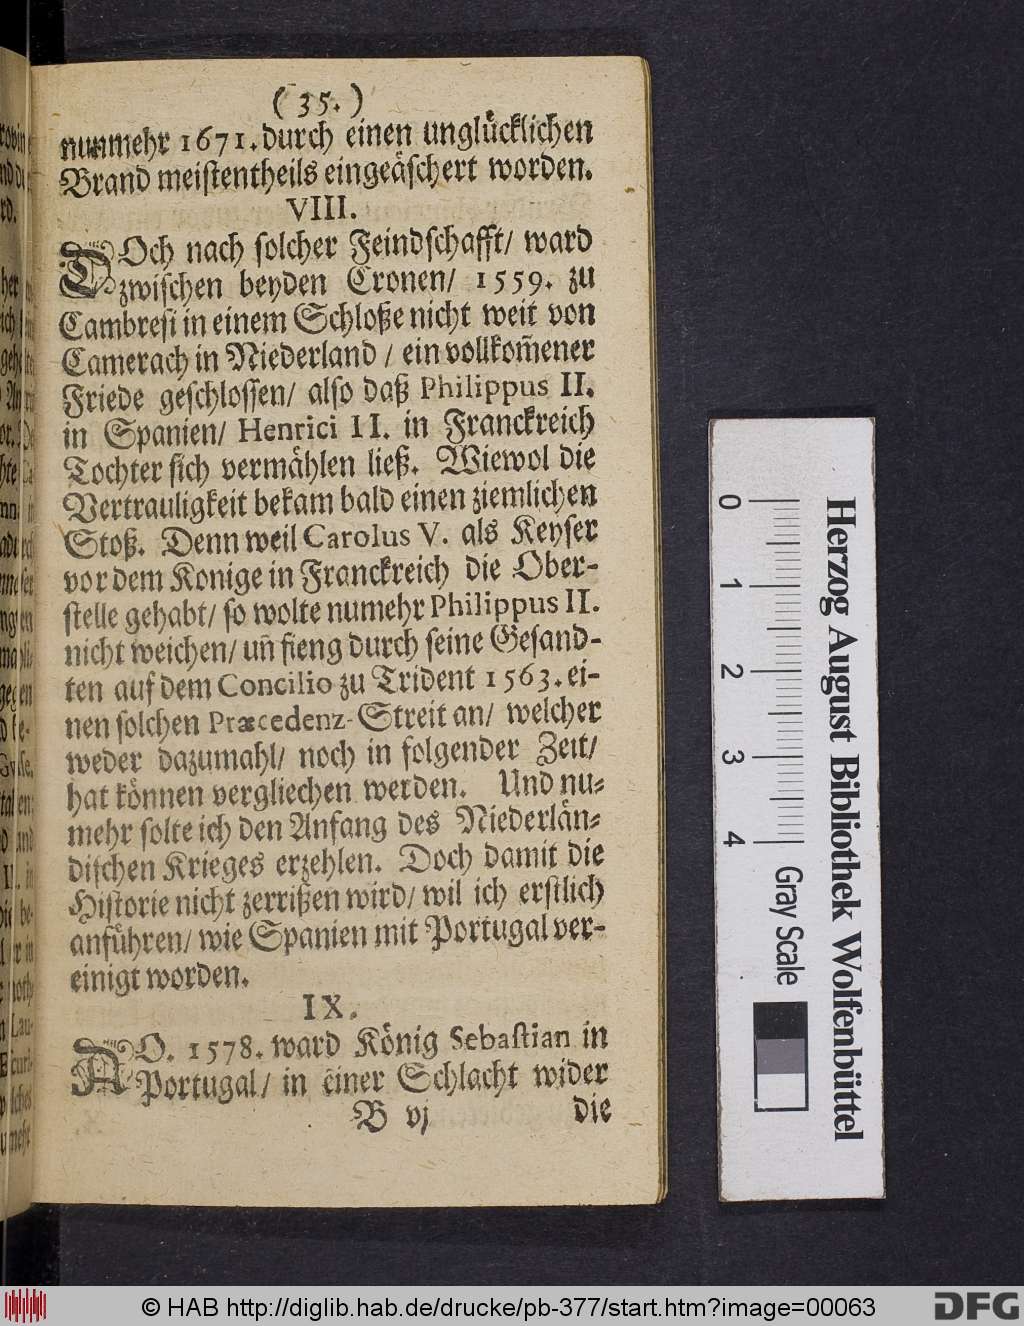 ( 35. )
nunmehr 1671. durch einen unglücklichen
Brand meistentheils eingeäschert worden.
VIII.
DOch nach solcher Feindschafft/ ward
zwischen beyden Cronen/ 1559. zu
Cambresi in einem Schloße nicht weit von
Camerach in Niederland / ein vollkom̃ener
Friede geschlossen/ also daß Philippus II.
in Spanien/ Henrici II. in Franckreich
Tochter sich vermählen ließ. Wiewol die
Vertrauligkeit bekam bald einen ziemlichen
Stoß. Denn weil Carolus V. als Keyser
vor dem Konige in Franckreich die Ober-
stelle gehabt/ so wolte numehr Philippus II.
nicht weichen/ uñ fieng durch seine Gesand-
ten auf dem Concilio zu Trident 1563. ei-
nen solchen Præcedenz-Streit an/ welcher
weder dazumahl/ noch in folgender Zeit/
hat können vergliechen werden. Und nu-
mehr solte ich den Anfang des Niederlän-
dischen Krieges erzehlen. Doch damit die
Historie nicht zerrißen wird/ wil ich erstlich
anführen/ wie Spanien mit Portugal ver-
einigt worden.
IX.
AO. 1578. ward König Sebastian in
Portugal/ in einer Schlacht wider
B vj die
0 1 2 3 4
Gray Scale
Herzog August Bibliothek Wolfenbüttel
© HAB http://diglib.hab.de/drucke/pb-377/start.htm?image=00063
DFG